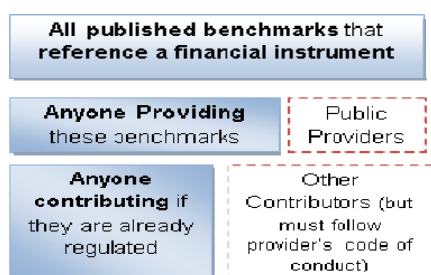 All published benchmarks that
reference a financial instrument
Anyone Providing
these benchmarks
Public
Providers
Anyone
contributing if
they are already
regulated
Other
Contributors (but
must follow
provider's code of
conduct)